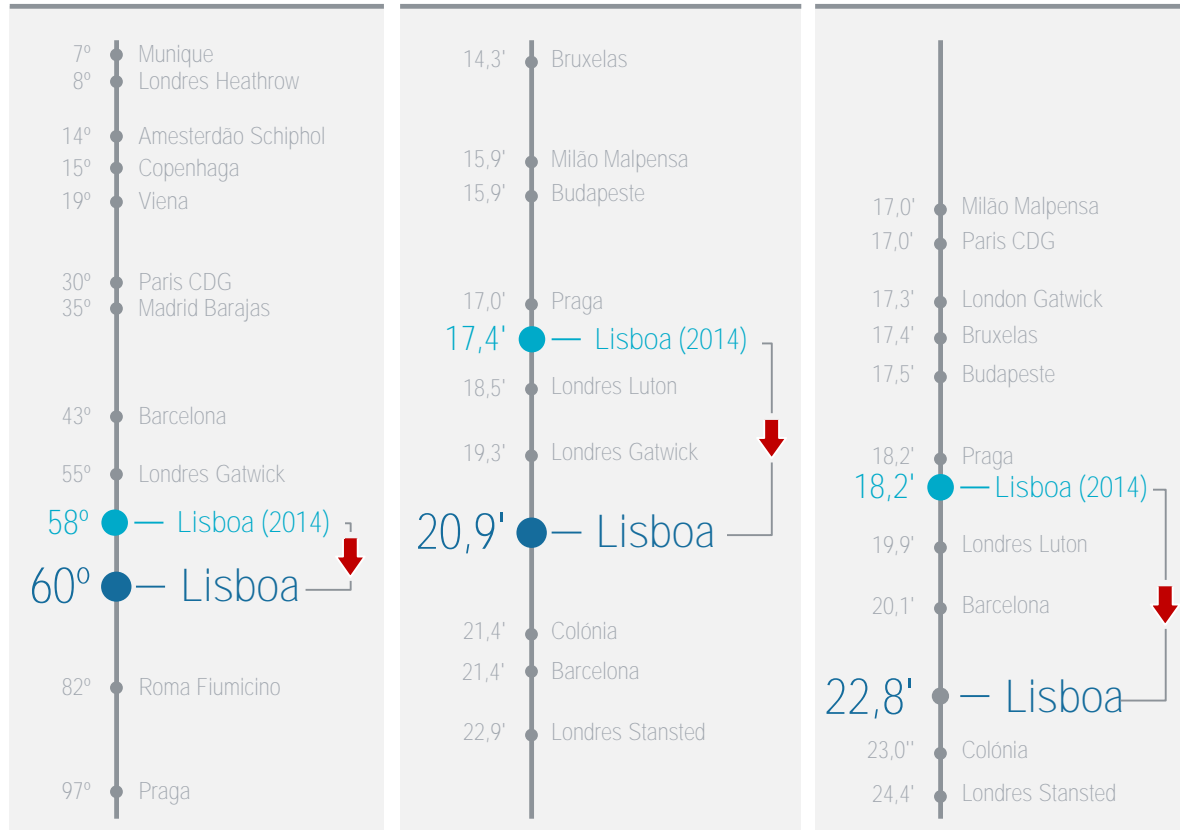 7º Munique
8º Londres Heathrow
14º Amesterdão Schiphol
15º Copenhaga
19º Viena
30º Paris CDG
35º Madrid Barajas
43º Barcelona
55º Londres Gatwick
58º Lisboa (2014)
60º Lisboa
82º Roma Fiumicino
97º Praga
14,3' Bruxelas
15,9' Milão Malpensa
15,9' Budapeste
17,0' Praga
17,4' Lisboa (2014)
18,5' Londres Luton
19,3' Londres Gatwick
20,9' Lisboa
21,4' Colónia
21,4' Barcelona
22,9' Londres Stansted
17,0' Milão Malpensa
17,0' Paris CDG
17,3' London Gatwick
17,4' Bruxelas
17,5' Budapeste
18,2' Praga
18,2' Lisboa (2014)
19,9' Londres Luton
20,1' Barcelona
22,8' Lisboa
23,0'' Colónia
24,4' Londres Stansted